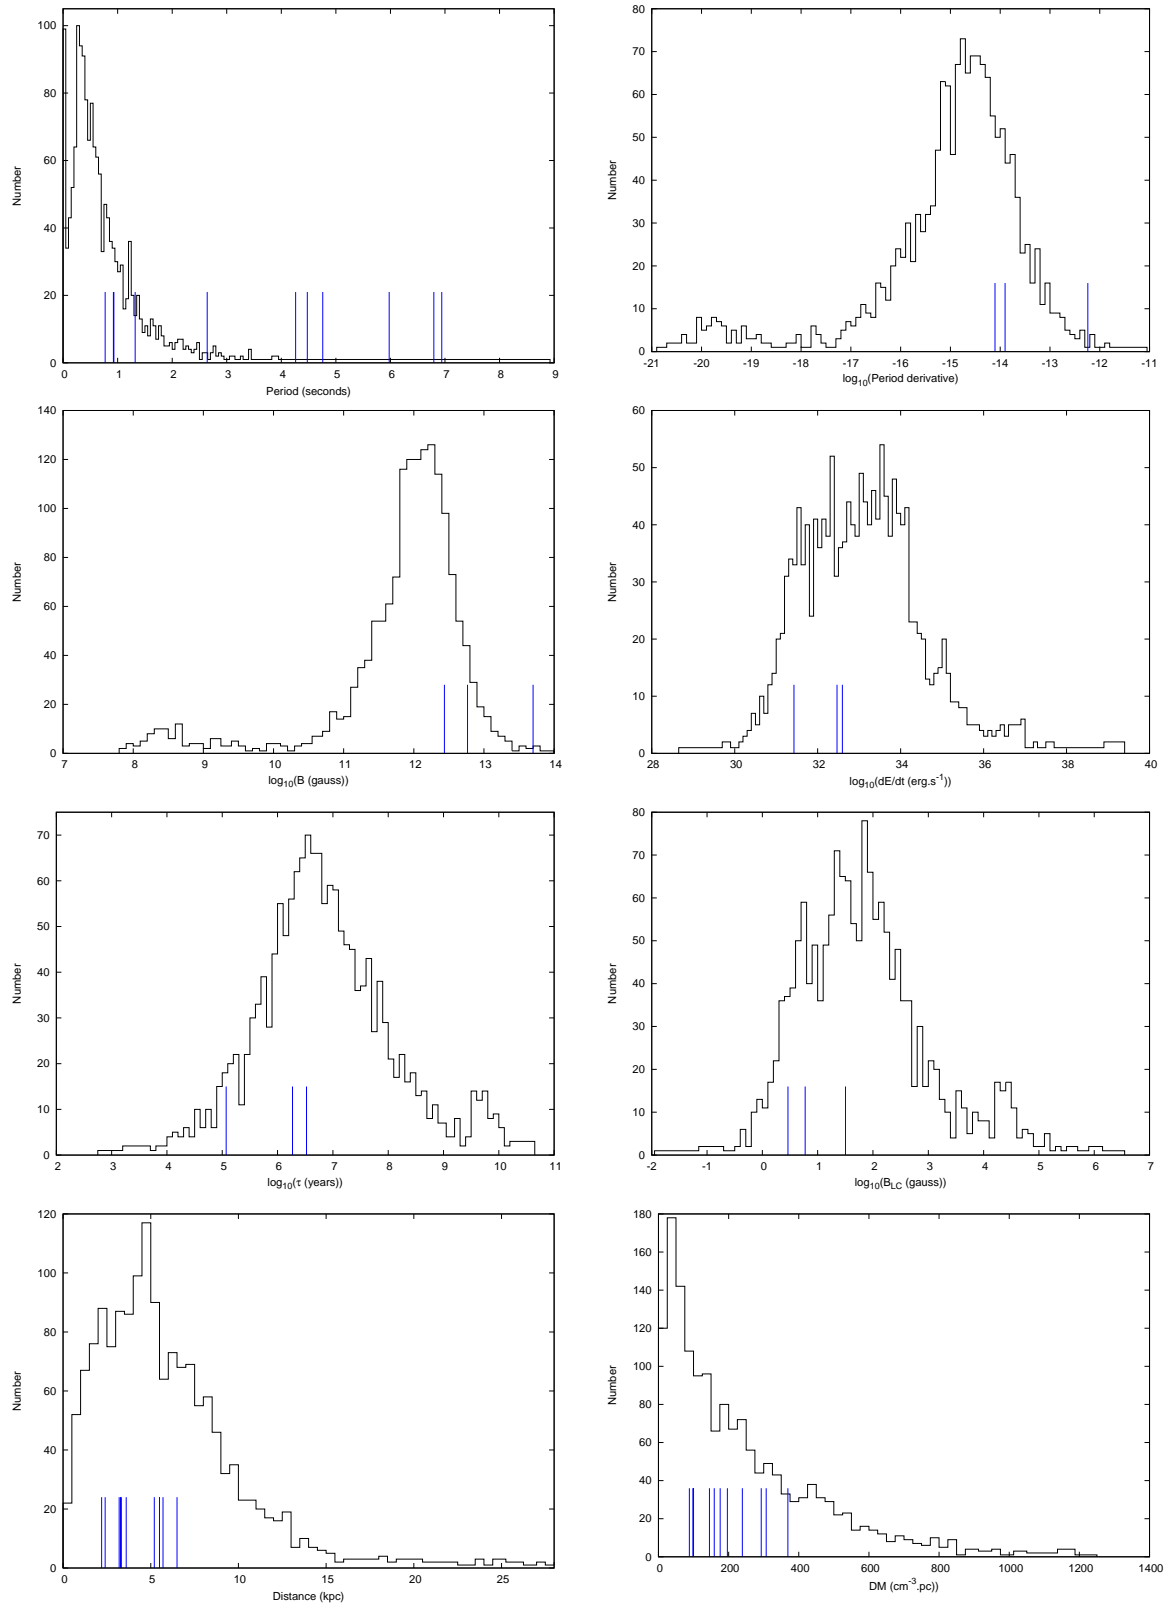 100
80
60
40
20
0
Number
0 1 2 3 4 5 6 7 8 9
Period (seconds)
80
70
60
50
40
30
20
10
0
Number
-21 -20 -19 -18 -17 -16 -15 -14 -13 -12 -11
log10(Period derivative)
140
120
100
80
60
40
20
0
Number
7 8 9 10 11 12 13 14
log10(B (gauss))
60
50
40
30
20
10
0
Number
28 30 32 34 36 38 40
log10(dE/dt (erg.s-1))
70
60
50
40
30
20
10
0
Number
2 3 4 5 6 7 8 9 10 11
log10(τ (years))
80
70
60
50
40
30
20
10
0
Number
-2 -1 0 1 2 3 4 5 6 7
log10(BLC (gauss))
120
100
80
60
40
20
0
Number
0 5 10 15 20 25
Distance (kpc)
180
160
140
120
100
80
60
40
20
0
Number
0 200 400 600 800 1000 1200 1400
DM (cm-3.pc))